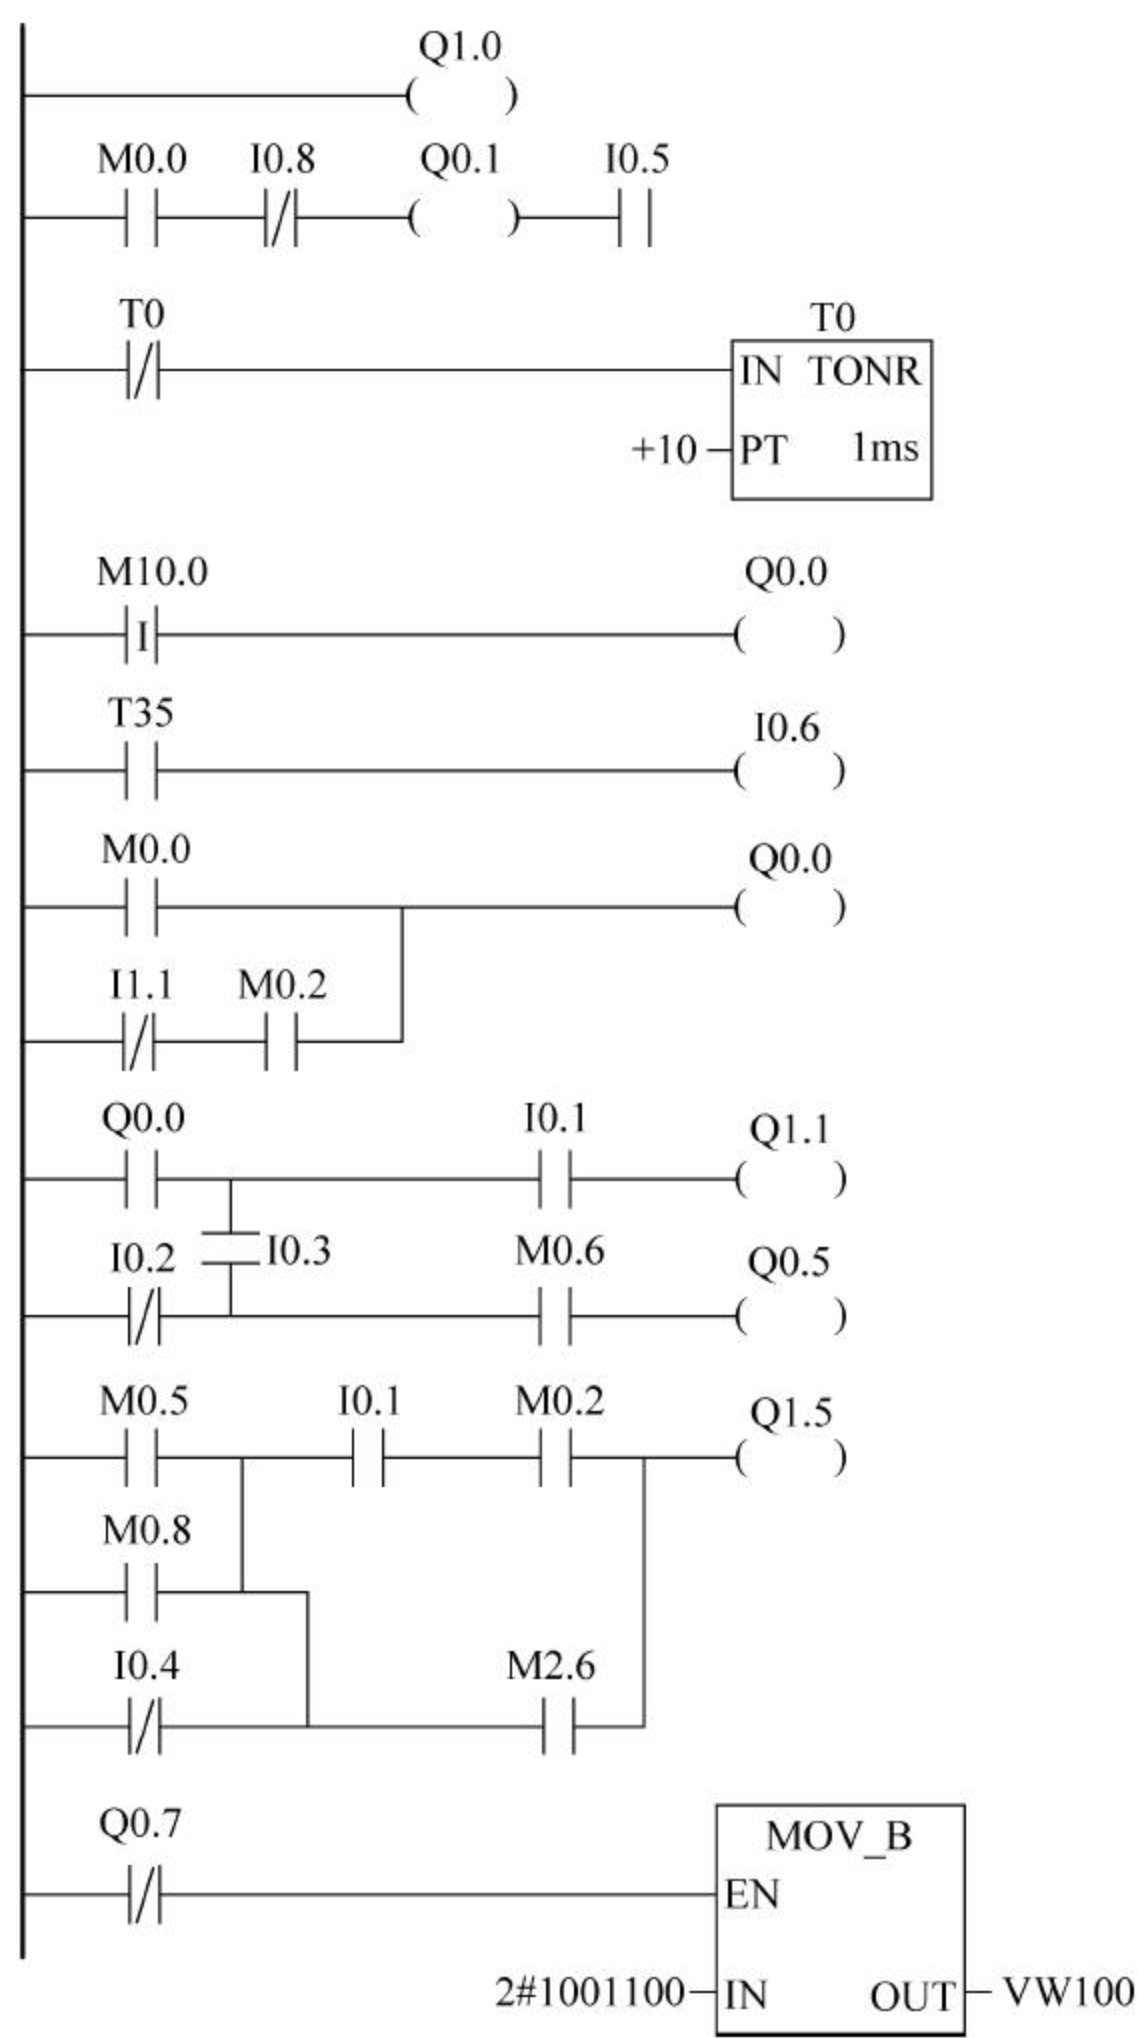 Q1.0
M0.0 I0.8 Q0.1 I0.5
T0
T0
IN TONR
+10 PT 1ms
M10.0 Q0.0
I
T35 I0.6
M0.0 Q0.0
I1.1 M0.2
Q0.0 I0.1 Q1.1
I0.2 I0.3 M0.6 Q0.5
M0.5 I0.1 M0.2 Q1.5
M0.8
I0.4 M2.6
Q0.7
MOV_B
EN
2#1001100 IN OUT VW100